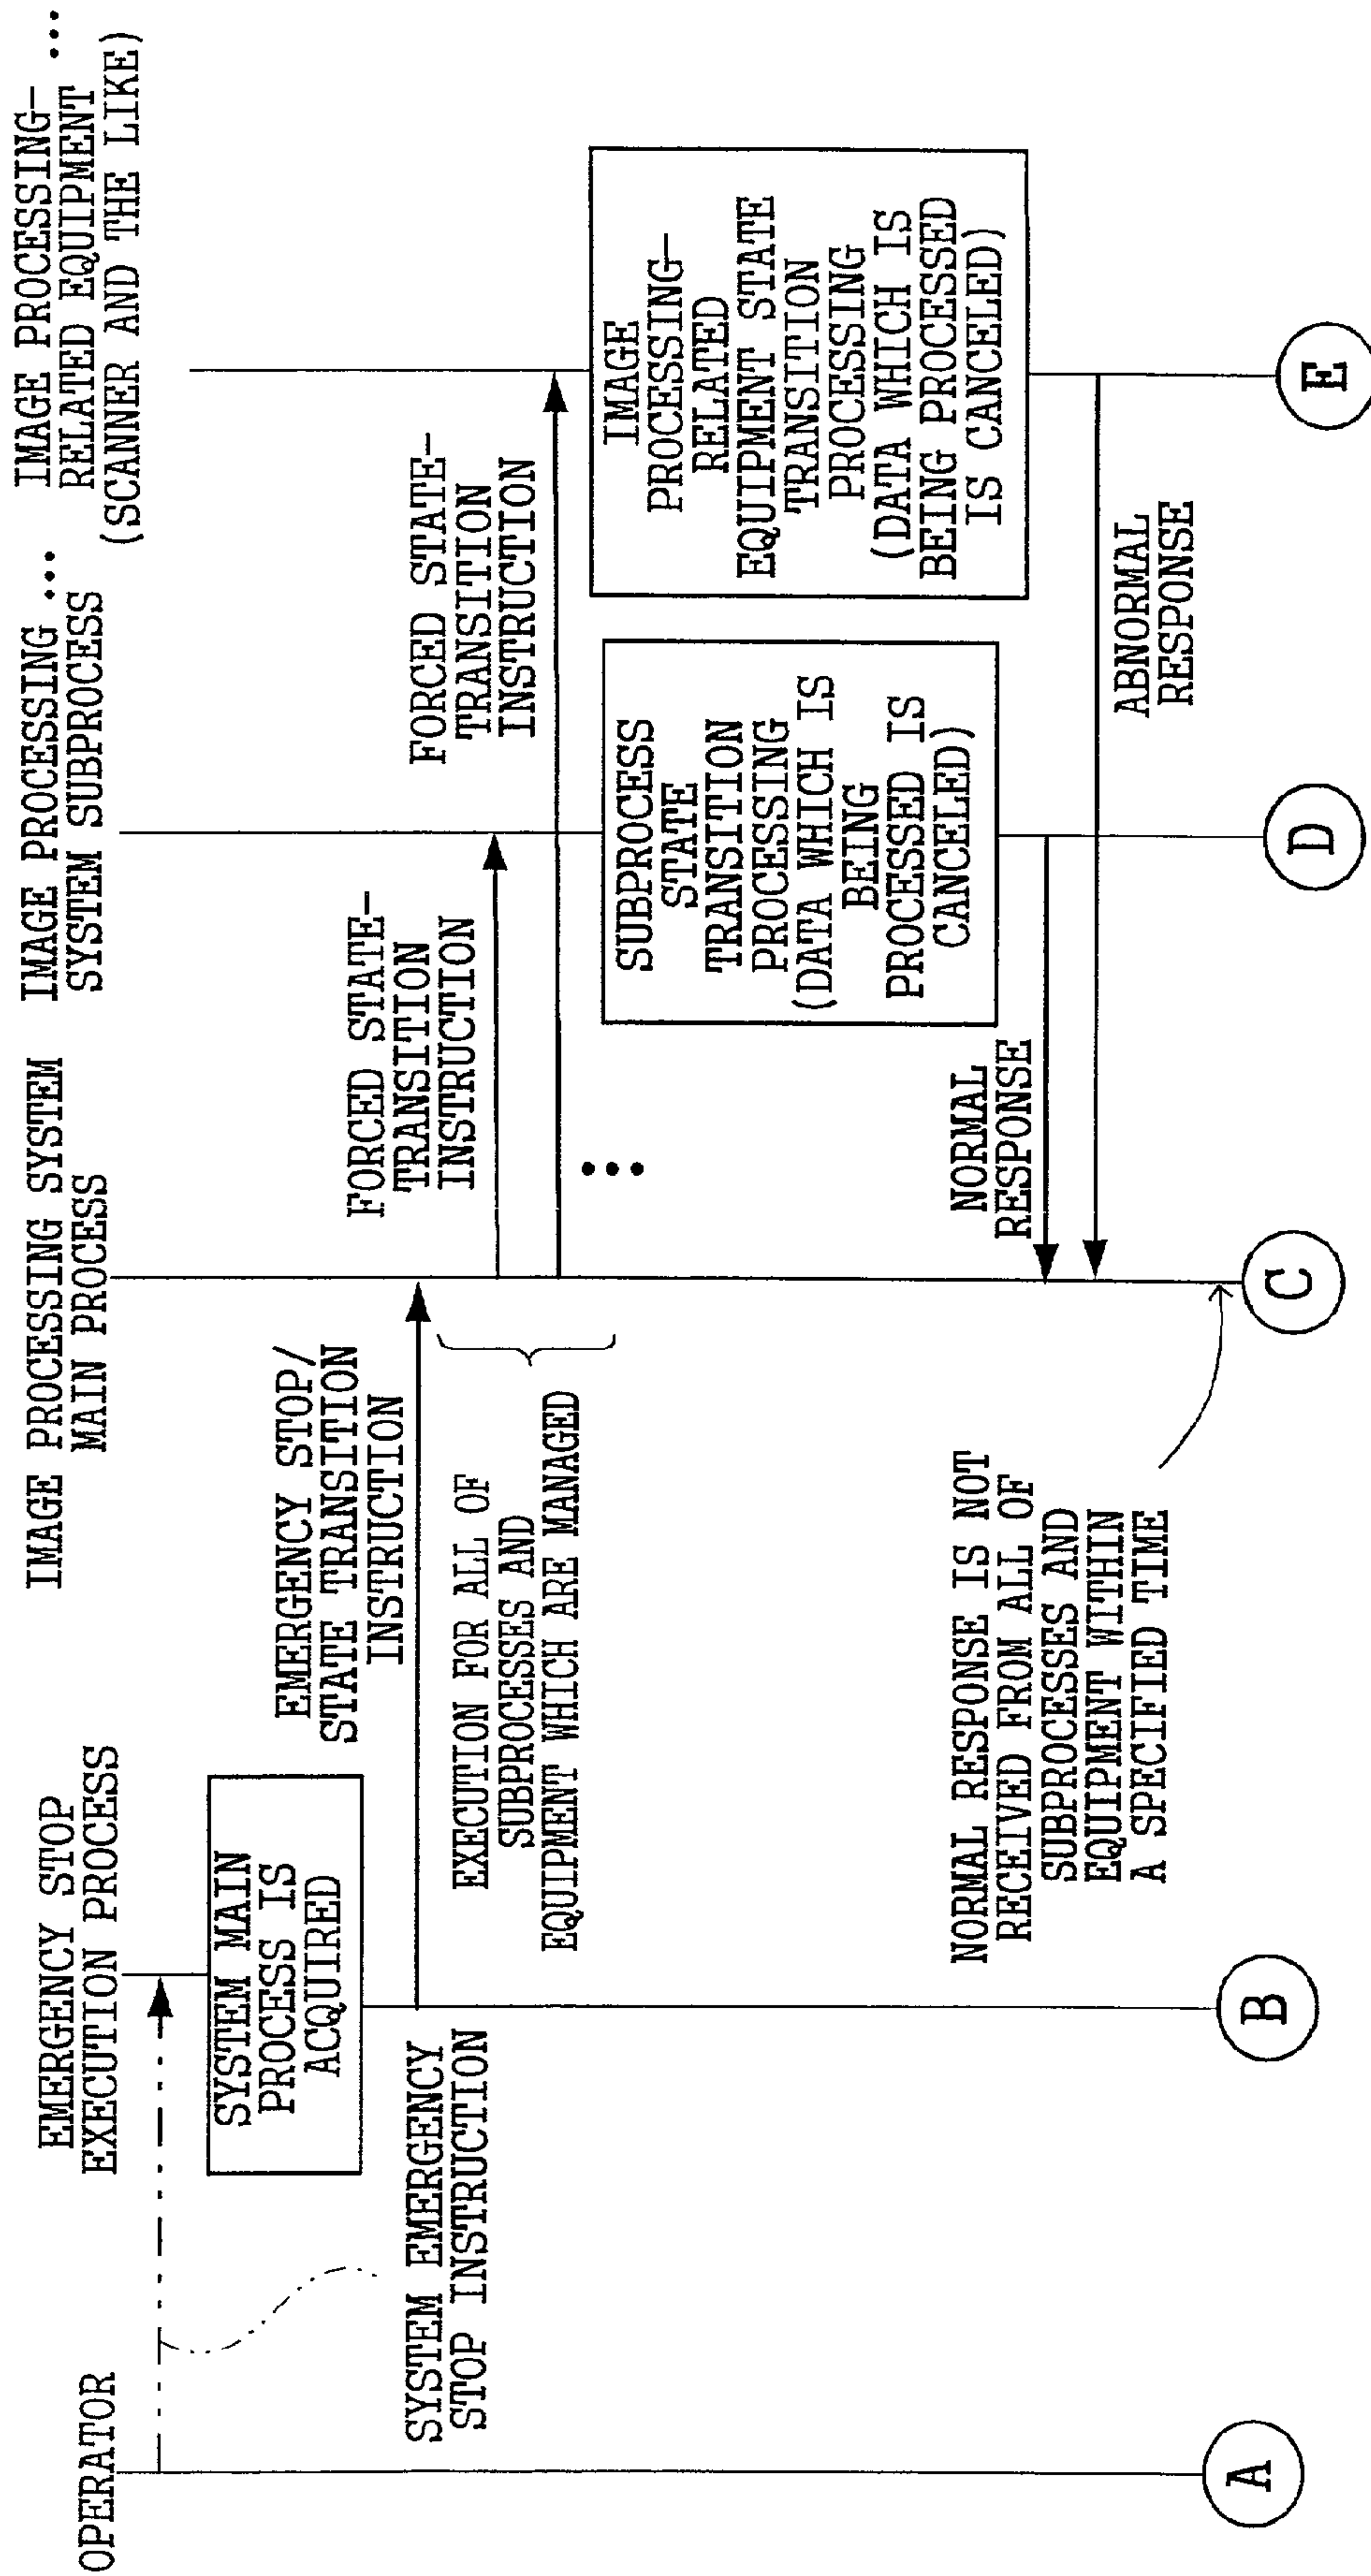 OPERATOR
EMERGENCY STOP
EXECUTION PROCESS
IMAGE PROCESSING SYSTEM
MAIN PROCESS
IMAGE PROCESSING ...
SYSTEM SUBPROCESS
IMAGE PROCESSING- ...
RELATED EQUIPMENT
(SCANNER AND THE LIKE)
SYSTEM MAIN
PROCESS IS
ACQUIRED
SYSTEM EMERGENCY
STOP INSTRUCTION
EMERGENCY STOP/
STATE TRANSITION
INSTRUCTION
EXECUTION FOR ALL OF
SUBPROCESSES AND
EQUIPMENT WHICH ARE MANAGED
FORCED STATE-
TRANSITION
INSTRUCTION
FORCED STATE-
TRANSITION
INSTRUCTION
...
SUBPROCESS
STATE
TRANSITION
PROCESSING
(DATA WHICH IS
BEING
PROCESSED IS
CANCELED)
IMAGE
PROCESSING-
RELATED
EQUIPMENT STATE
TRANSITION
PROCESSING
(DATA WHICH IS
BEING PROCESSED
IS CANCELED)
NORMAL
RESPONSE
ABNORMAL
RESPONSE
NORMAL RESPONSE IS NOT
RECEIVED FROM ALL OF
SUBPROCESSES AND
EQUIPMENT WITHIN
A SPECIFIED TIME
A
B
C
D
E